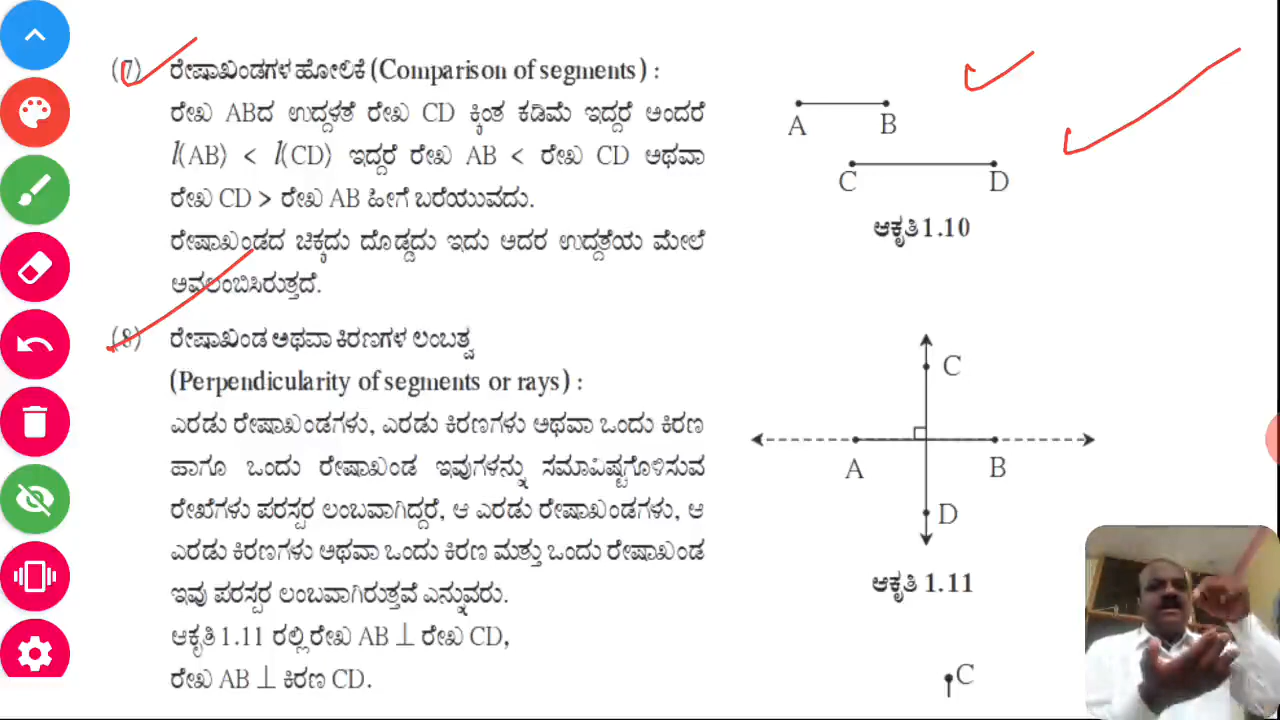 (7) ರೇಷಾಖಂಡಗಳ ಹೋಲಿಕೆ (Comparison of segments) :
ರೇಖ ABದ ಉದ್ದಳತೆ ರೇಖ CD ಕ್ಕಿಂತ ಕಡಿಮೆ ಇದ್ದರೆ ಅಂದರೆ
l(AB) < l(CD) ಇದ್ದರೆ ರೇಖ AB < ರೇಖ CD ಅಥವಾ
ರೇಖ CD > ರೇಖ AB ಹೀಗೆ ಬರೆಯುವದು.
ರೇಷಾಖಂಡದ ಚಿಕ್ಕದು ದೊಡ್ಡದು ಇದು ಅದರ ಉದ್ದತೆಯ ಮೇಲೆ
ಅವಲಂಬಿಸಿರುತ್ತದೆ.
A B
C D
ಆಕೃತಿ 1.10
(8) ರೇಷಾಖಂಡ ಅಥವಾ ಕಿರಣಗಳ ಲಂಬತ್ವ
(Perpendicularity of segments or rays) :
ಎರಡು ರೇಷಾಖಂಡಗಳು, ಎರಡು ಕಿರಣಗಳು ಅಥವಾ ಒಂದು ಕಿರಣ
ಹಾಗೂ ಒಂದು ರೇಷಾಖಂಡ ಇವುಗಳನ್ನು ಸಮಾವಿಷ್ಟಗೊಳಿಸುವ
ರೇಖೆಗಳು ಪರಸ್ಪರ ಲಂಬವಾಗಿದ್ದರೆ, ಆ ಎರಡು ರೇಷಾಖಂಡಗಳು, ಆ
ಎರಡು ಕಿರಣಗಳು ಅಥವಾ ಒಂದು ಕಿರಣ ಮತ್ತು ಒಂದು ರೇಷಾಖಂಡ
ಇವು ಪರಸ್ಪರ ಲಂಬವಾಗಿರುತ್ತವೆ ಎನ್ನುವರು.
ಆಕೃತಿ 1.11 ರಲ್ಲಿ ರೇಖ AB ⊥ ರೇಖ CD,
ರೇಖ AB ⊥ ಕಿರಣ CD.
C
A B
D
ಆಕೃತಿ 1.11
C